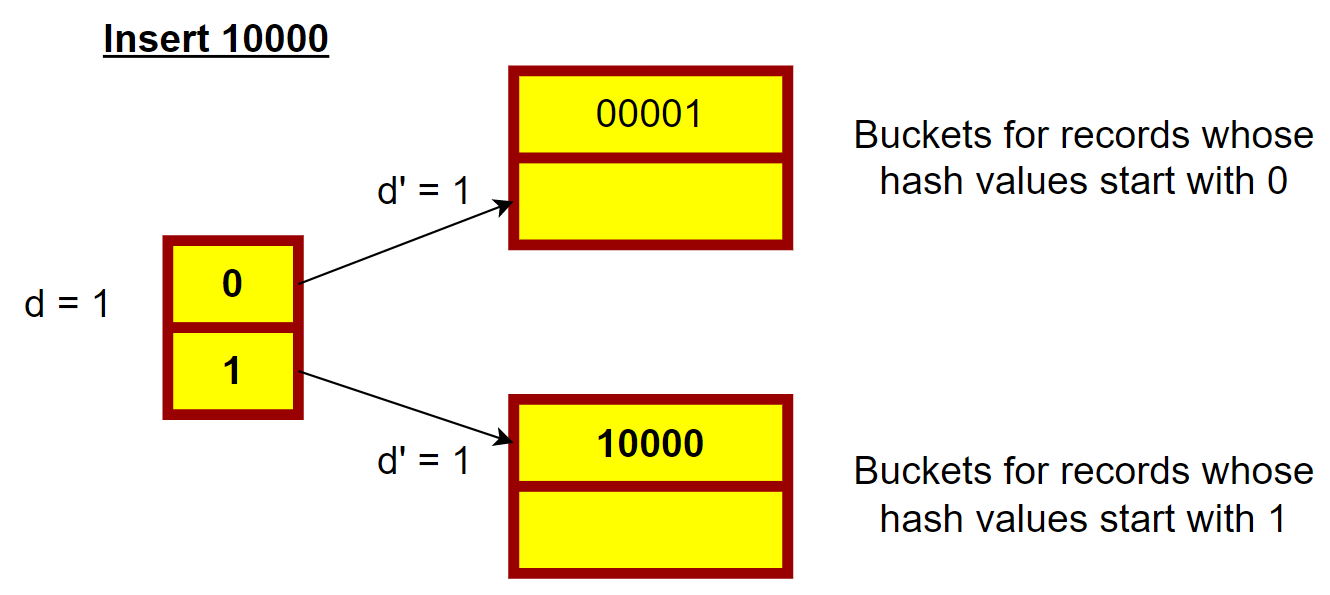 Insert 10000
00001
Buckets for records whose
hash values start with 0
d' = 1
0
d = 1
1
d' = 1
10000
Buckets for records whose
hash values start with 1